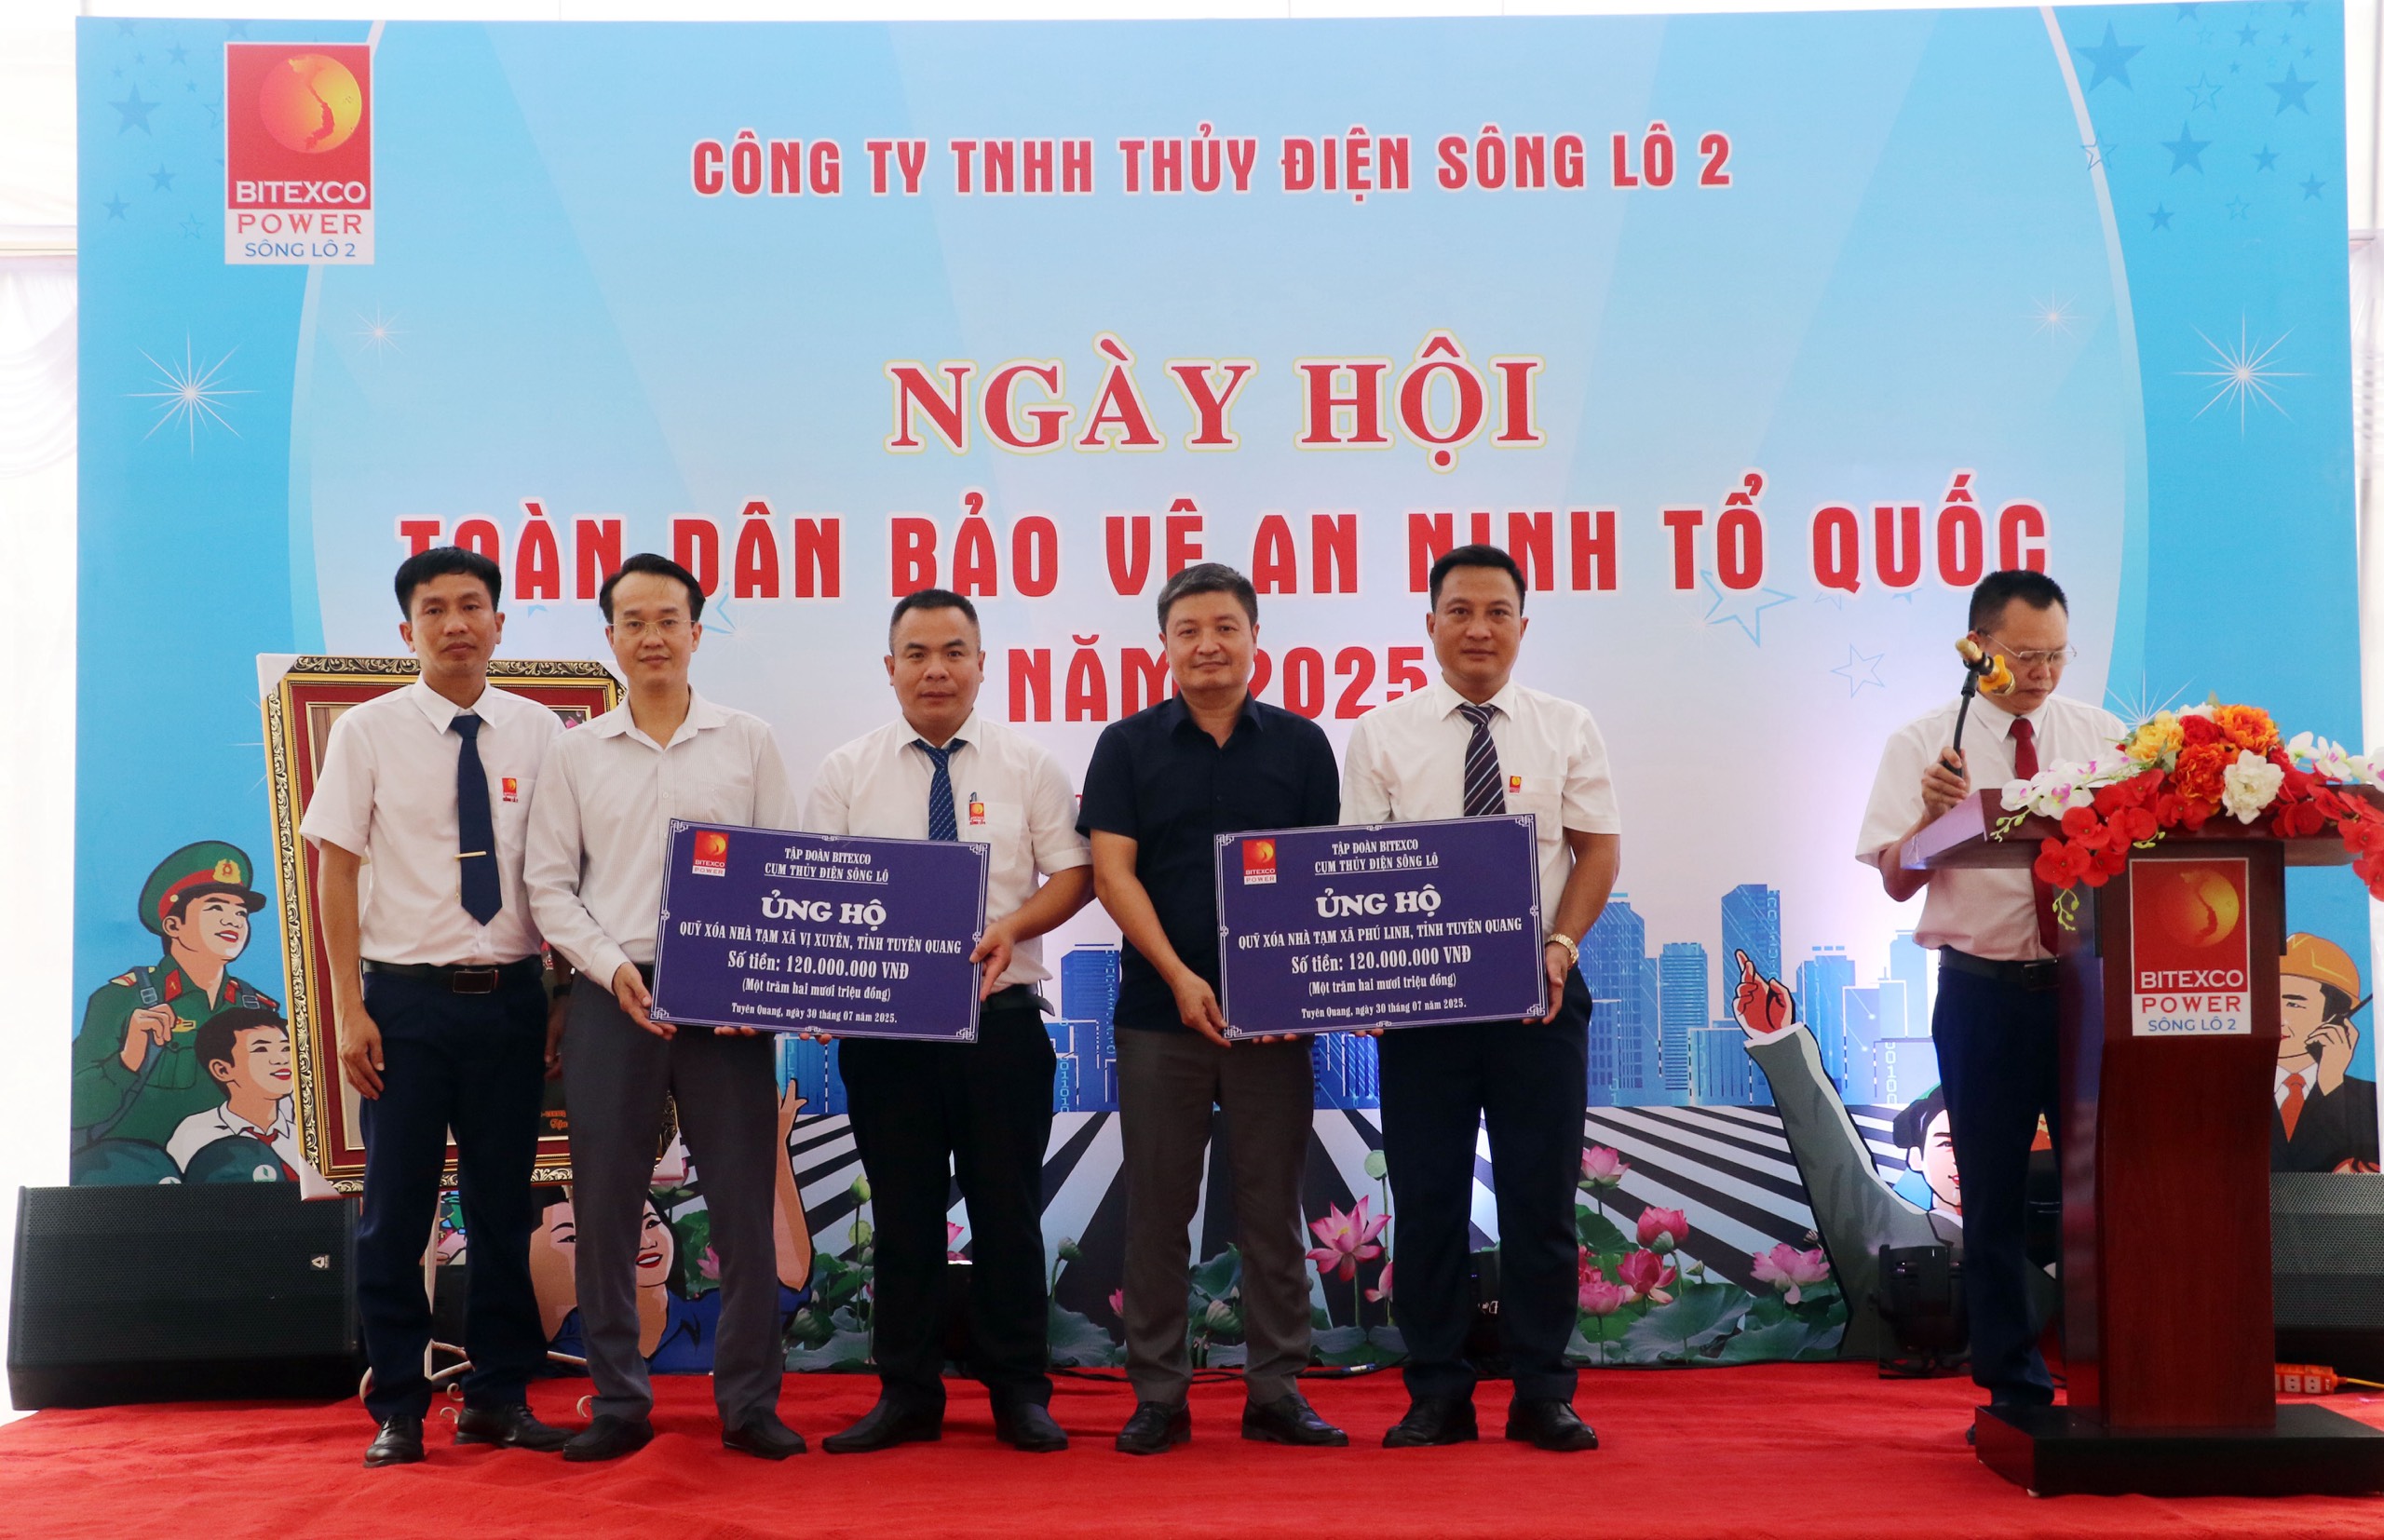 BITEXCO
POWER
SÔNG LÔ 2
CÔNG TY TNHH THỦY ĐIỆN SÔNG LÔ 2
NGÀY HỘI
TOÀN DÂN BẢO VỆ AN NINH TỔ QUỐC
NĂM 2025
BITEXCO
POWER
TẬP ĐOÀN BITEXCO
CỤM THỦY ĐIỆN SÔNG LÔ
ỦNG HỘ
QUỸ XÓA NHÀ TẠM XÃ VỊ XUYÊN, TỈNH TUYÊN QUANG
Số tiền: 120.000.000 VNĐ
(Một trăm hai mươi triệu đồng)
Tuyên Quang, ngày 30 tháng 07 năm 2025.
BITEXCO
POWER
TẬP ĐOÀN BITEXCO
CỤM THỦY ĐIỆN SÔNG LÔ
ỦNG HỘ
QUỸ XÓA NHÀ TẠM XÃ PHÚ LINH, TỈNH TUYÊN QUANG
Số tiền: 120.000.000 VNĐ
(Một trăm hai mươi triệu đồng)
Tuyên Quang, ngày 30 tháng 07 năm 2025.
BITEXCO
POWER
SÔNG LÔ 2